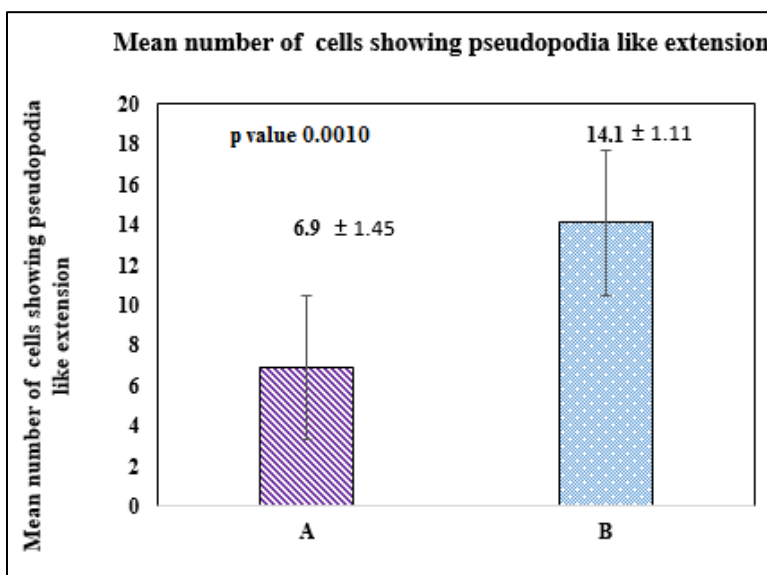 Mean number of cells showing pseudopodia like extension
Mean number of cells showing pseudopodia
like extension
20
18
16
14
12
10
8
6
4
2
0
p value 0.0010
14.1 ± 1.11
6.9 ± 1.45
A B